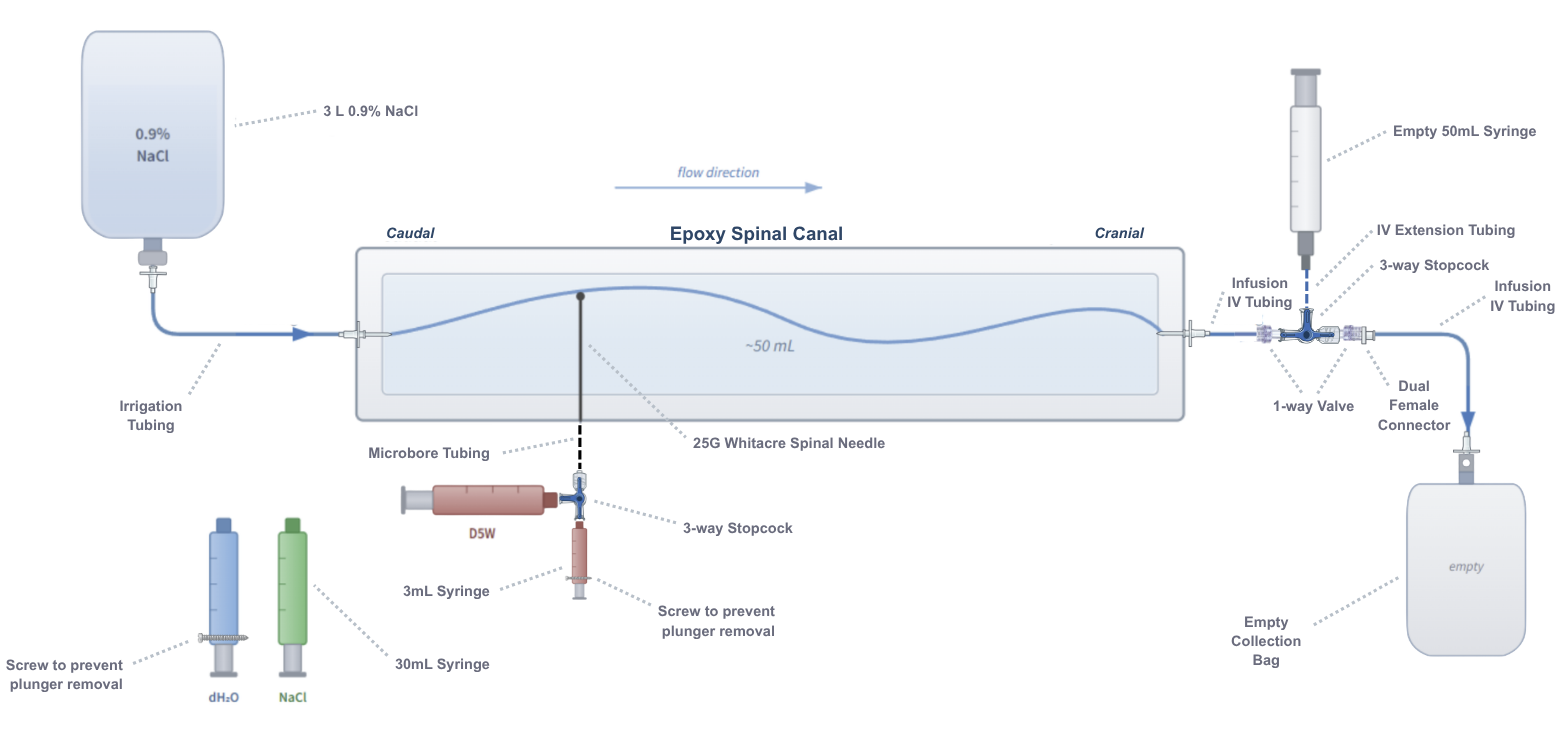 0.9%
NaCl
3 L 0.9% NaCl
flow direction
Caudal
Epoxy Spinal Canal
Cranial
~50 mL
Irrigation
Tubing
Microbore Tubing
25G Whitacre Spinal Needle
D5W
3-way Stopcock
3mL Syringe
Screw to prevent
plunger removal
Screw to prevent
plunger removal
30mL Syringe
dH₂O
NaCl
Empty 50mL Syringe
IV Extension Tubing
3-way Stopcock
Infusion
IV Tubing
Infusion
IV Tubing
1-way Valve
Dual
Female
Connector
empty
Empty
Collection
Bag